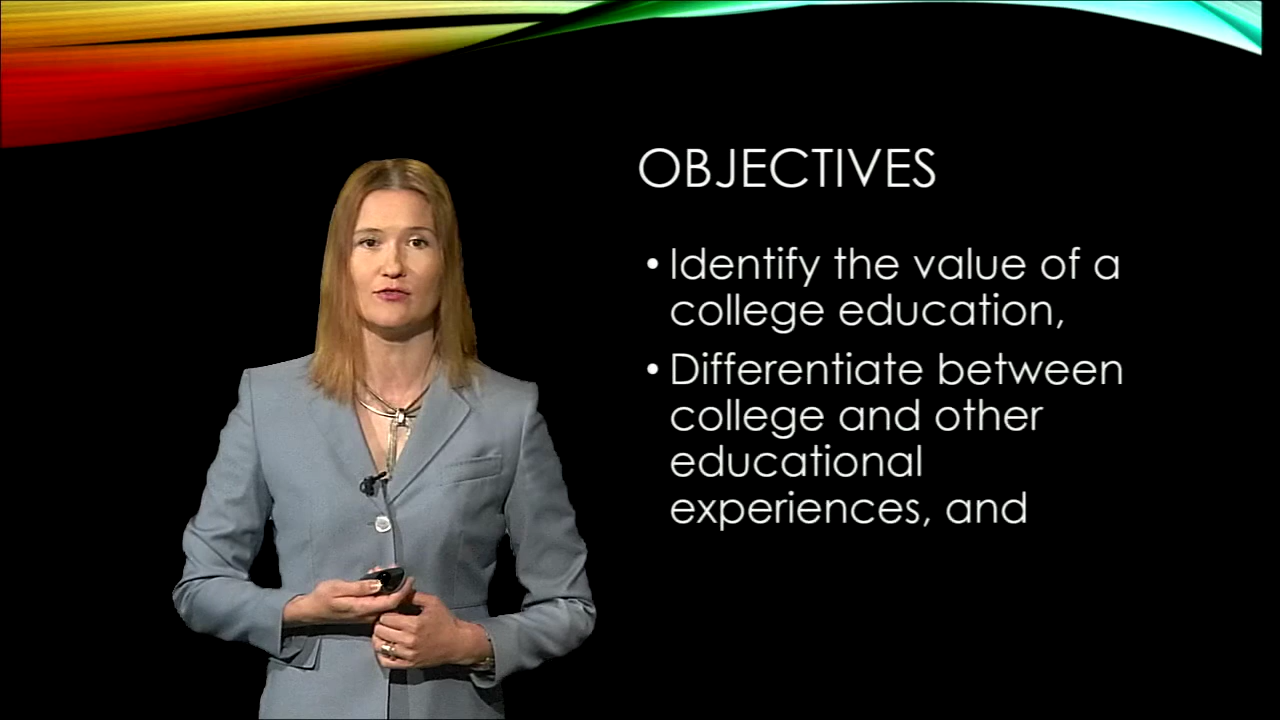 OBJECTIVES
• Identify the value of a
college education,
• Differentiate between
college and other
educational
experiences, and